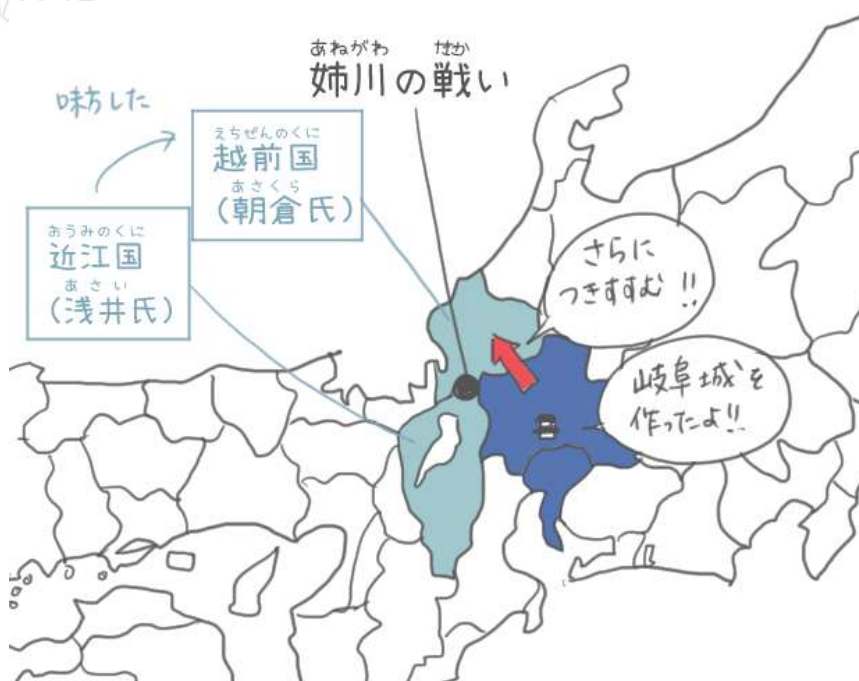 あねがわ たたか
姉川の戦い
味方した
えちぜんのくに
越前国
あさくら
(朝倉氏)
おうみのくに
近江国
あさい
(浅井氏)
さらに
つきすすむ!!
岐阜城を
作ったよ!!